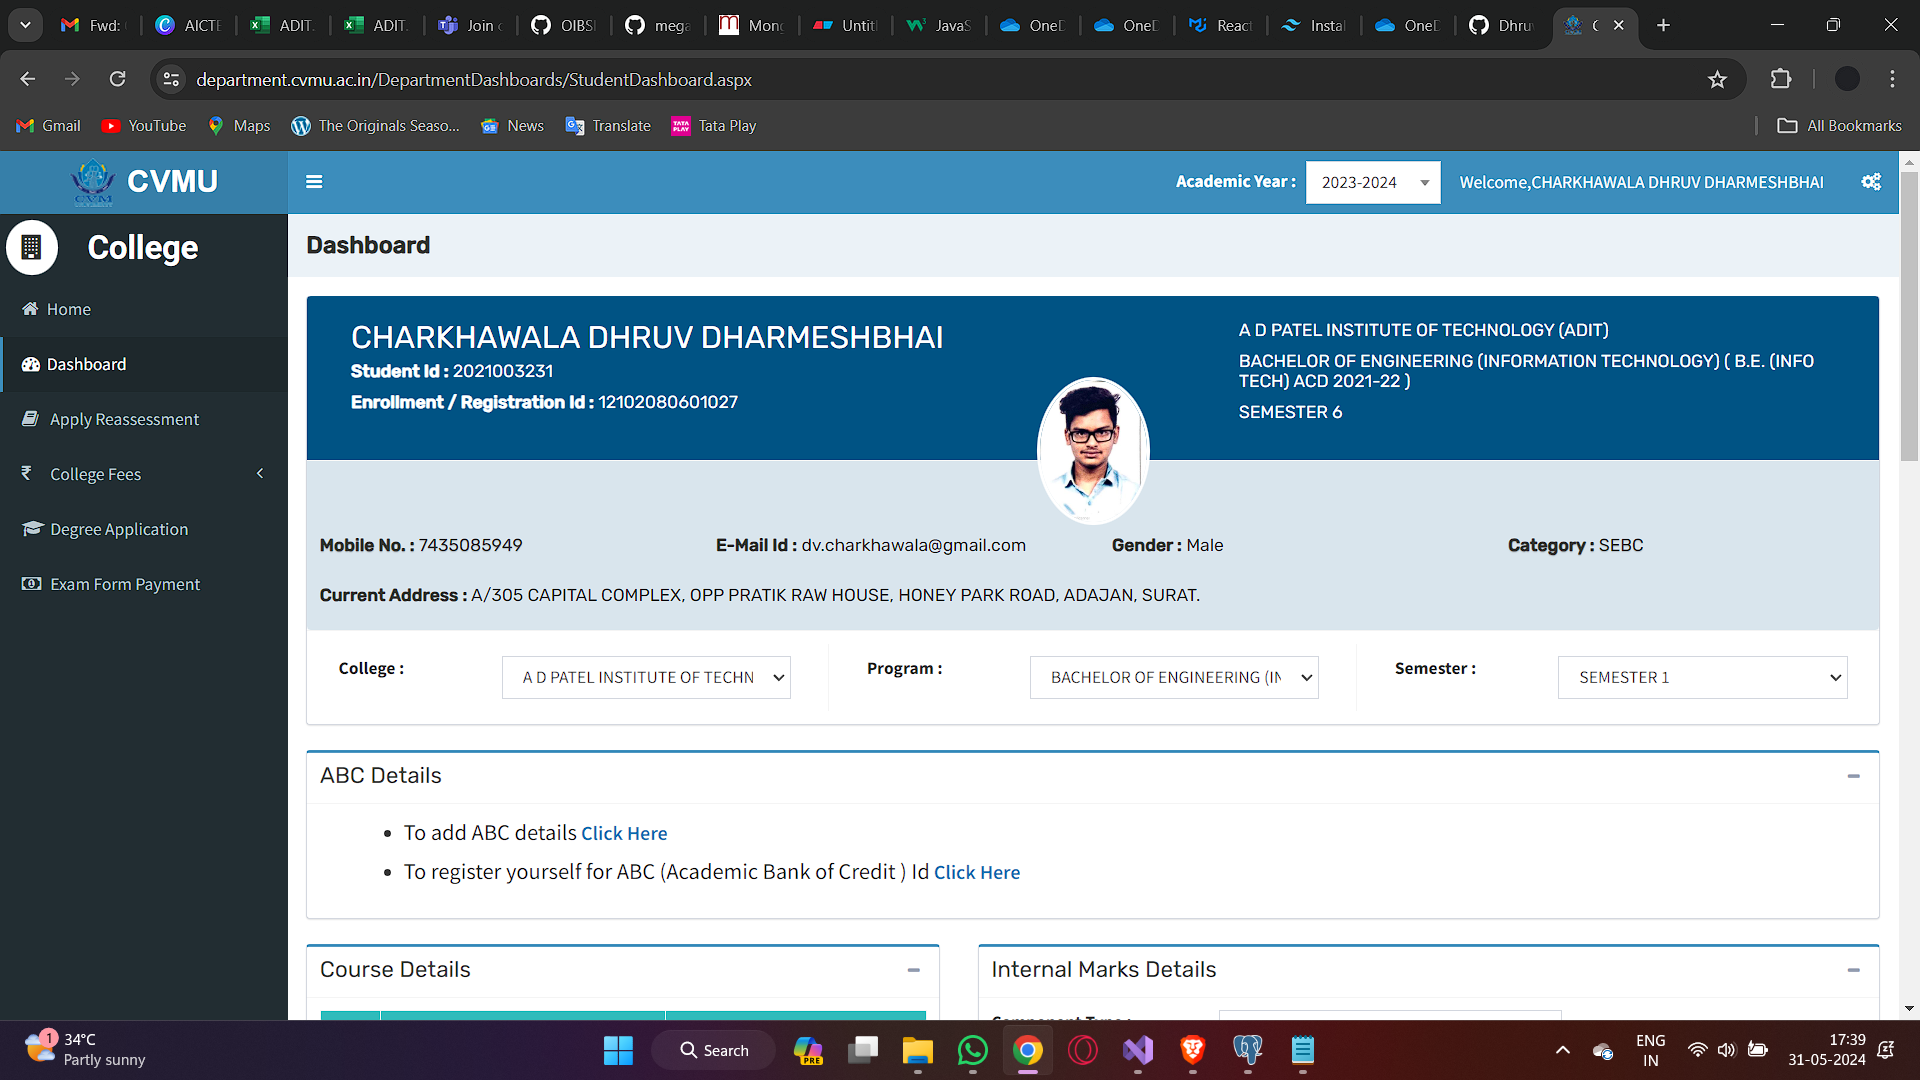 Fwd:
AICTE
ADIT.
ADIT.
Join
OIBSI
mega
Mong
Untitl
JavaS
OneD
OneD
React
Instal
OneD
Dhruv
department.cvmu.ac.in/DepartmentDashboards/StudentDashboard.aspx
Gmail
YouTube
Maps
The Originals Seaso...
News
Translate
Tata Play
All Bookmarks
CVMU
Academic Year :
2023-2024
Welcome,CHARKHAWALA DHRUV DHARMESHBHAI
College
Home
Dashboard
Apply Reassessment
College Fees
Degree Application
Exam Form Payment
Dashboard
CHARKHAWALA DHRUV DHARMESHBHAI
Student Id : 2021003231
Enrollment / Registration Id : 12102080601027
A D PATEL INSTITUTE OF TECHNOLOGY (ADIT)
BACHELOR OF ENGINEERING (INFORMATION TECHNOLOGY) ( B.E. (INFO
TECH) ACD 2021-22 )
SEMESTER 6
Mobile No. : 7435085949
E-Mail Id : dv.charkhawala@gmail.com
Gender : Male
Category : SEBC
Current Address : A/305 CAPITAL COMPLEX, OPP PRATIK RAW HOUSE, HONEY PARK ROAD, ADAJAN, SURAT.
College :
A D PATEL INSTITUTE OF TECHN
Program :
BACHELOR OF ENGINEERING (IN
Semester :
SEMESTER 1
ABC Details
To add ABC details Click Here
To register yourself for ABC (Academic Bank of Credit ) Id Click Here
Course Details
Internal Marks Details
Component Type :
1
34°C
Partly sunny
Search
PRE
ENG
IN
17:39
31-05-2024